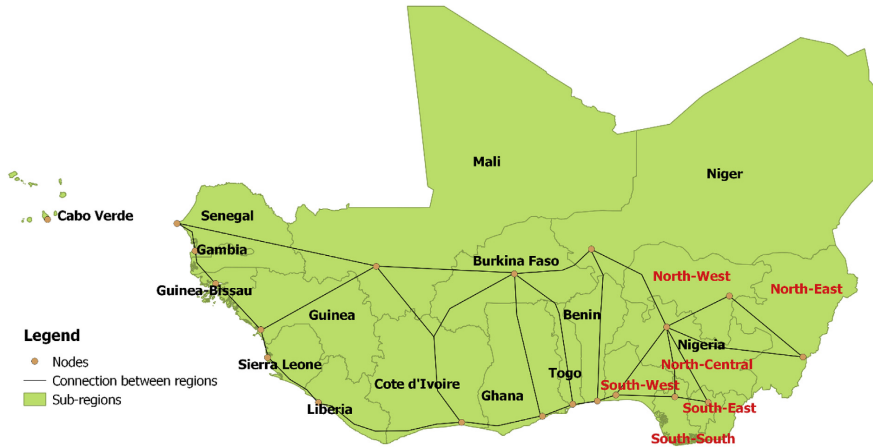 Mali
Niger
Cabo Verde
Senegal
Gambia
Burkina Faso
North-West
North-East
Guinea-Bissau
Guinea
Benin
Legend
Nodes
Connection between regions
Sub-regions
Sierra Leone
Nigeria
North-Central
Cote d'Ivoire
Togo
South-West
Ghana
Liberia
South-East
South-South